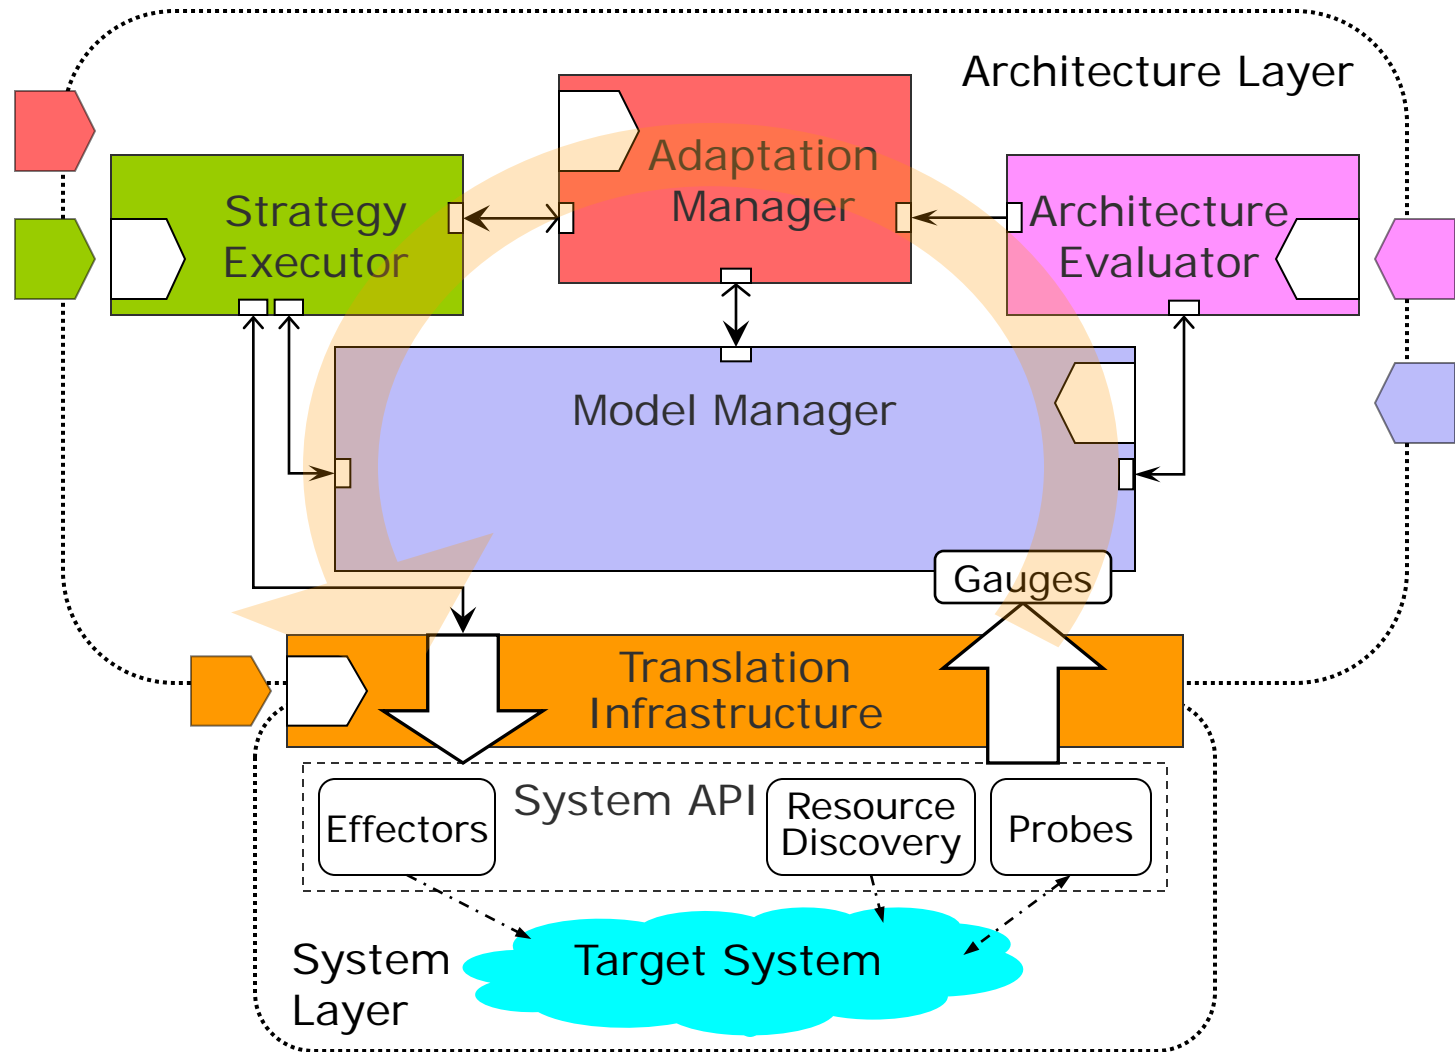 Architecture Layer
Adaptation
Manager
Strategy
Executor
Architecture
Evaluator
Model Manager
Gauges
Translation
Infrastructure
System API
Effectors
Resource
Discovery
Probes
Target System
System
Layer